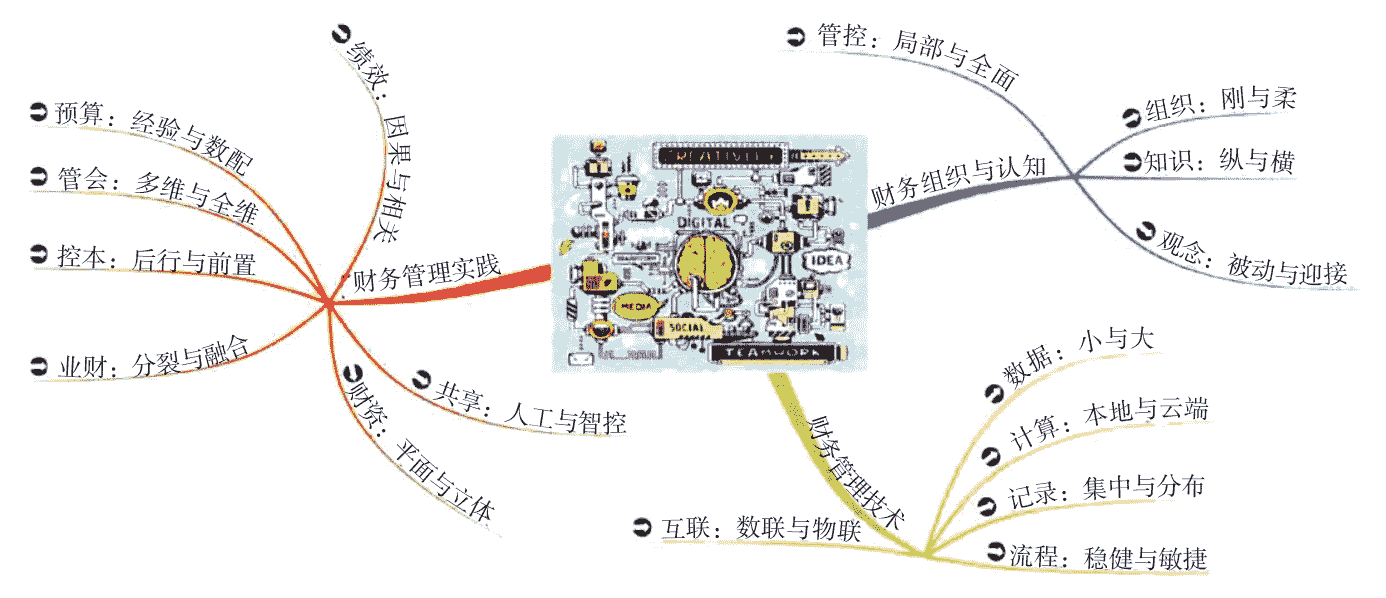 绩效：因果与相关
预算：经验与数配
管会：多维与全维
控本：后行与前置
业财：分裂与融合
财资：平面与立体
共享：人工与智控
财务管理实践
CREATIVITY
DIGITAL
IDEA
MEDIA
SOCIAL
TEAMWORK
财务组织与认知
管控：局部与全面
组织：刚与柔
知识：纵与横
观念：被动与迎接
财务管理技术
数据：小与大
计算：本地与云端
记录：集中与分布
流程：稳健与敏捷
互联：数联与物联